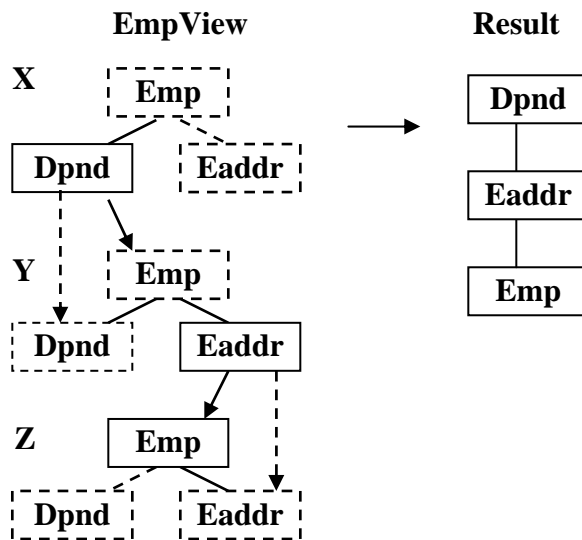 EmpView
Result
X
Emp
Dpnd
Eaddr
Y
Emp
Dpnd
Eaddr
Z
Emp
Dpnd
Eaddr
Dpnd
Eaddr
Emp